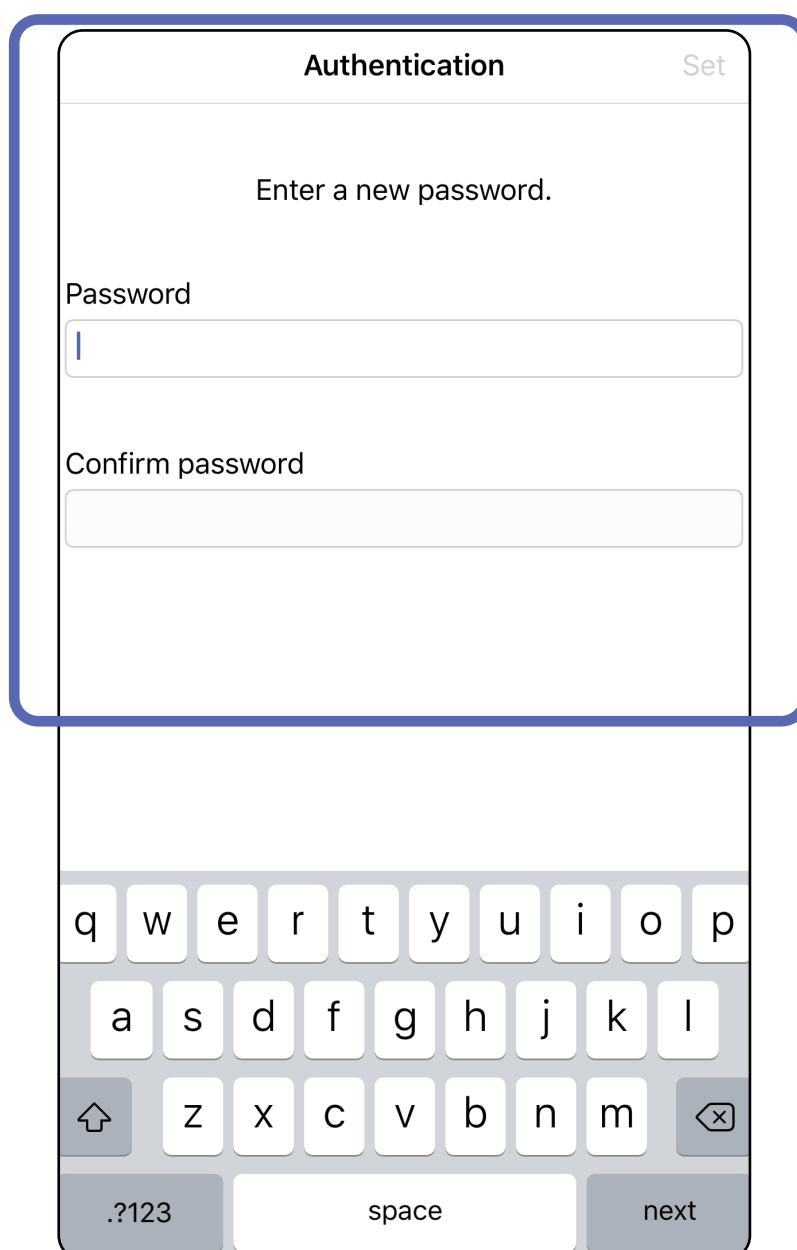 Authentication Set
Enter a new password.
Password
Confirm password
q w e r t y u i o p
a s d f g h j k l
z x c v b n m
.?123 space next